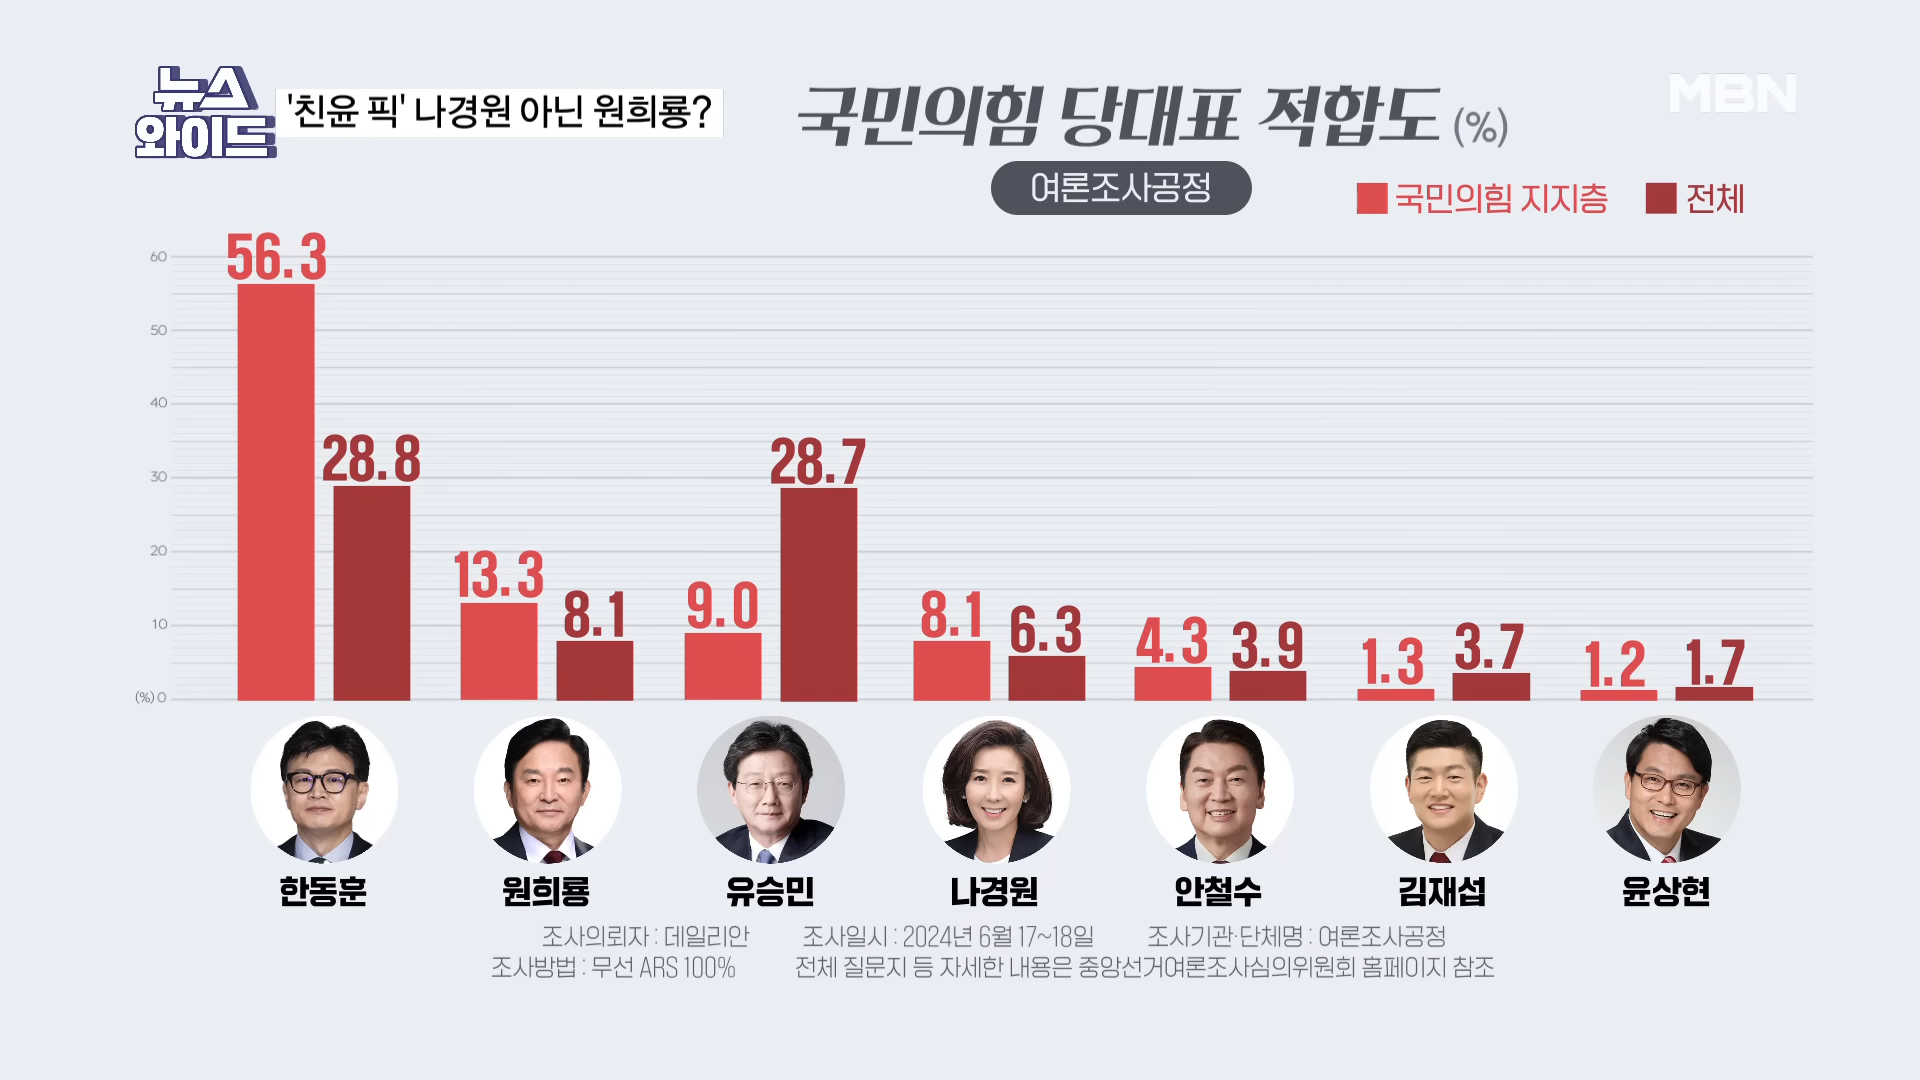 뉴스
와이드
'친윤 픽' 나경원 아닌 원희룡?
국민의힘 당대표 적합도 (%)
MBN
여론조사공정
국민의힘 지지층
전체
60
50
40
30
20
10
(%) 0
56.3
28.8
13.3
8.1
9.0
28.7
8.1
6.3
4.3
3.9
1.3
3.7
1.2
1.7
한동훈
원희룡
유승민
나경원
안철수
김재섭
윤상현
조사의뢰자 : 데일리안 조사일시 : 2024년 6월 17~18일 조사기관·단체명 : 여론조사공정
조사방법 : 무선 ARS 100% 전체 질문지 등 자세한 내용은 중앙선거여론조사심의위원회 홈페이지 참조